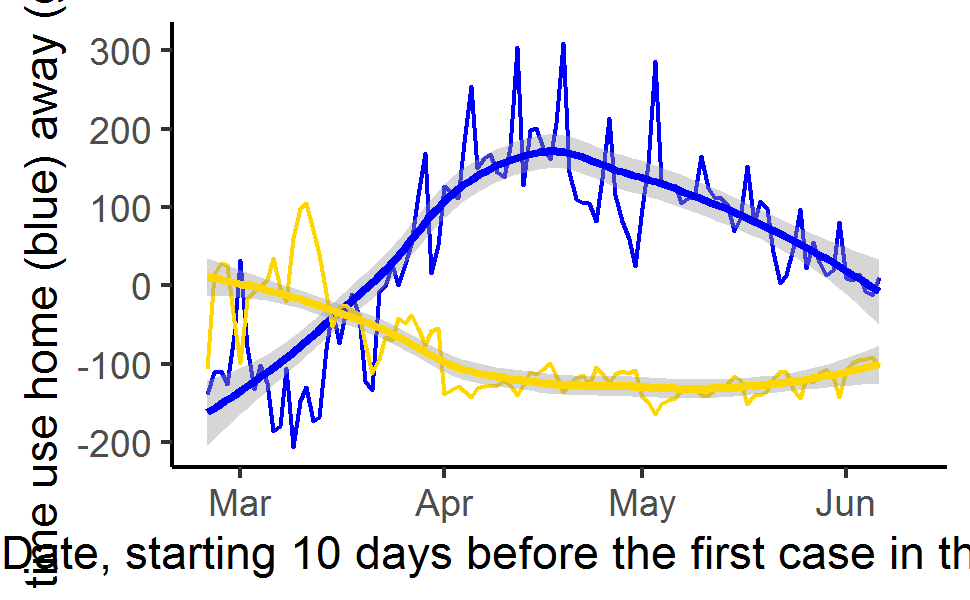 time use home (blue) away (
300
200
100
0
-100
-200
Mar Apr May Jun
Date, starting 10 days before the first case in th